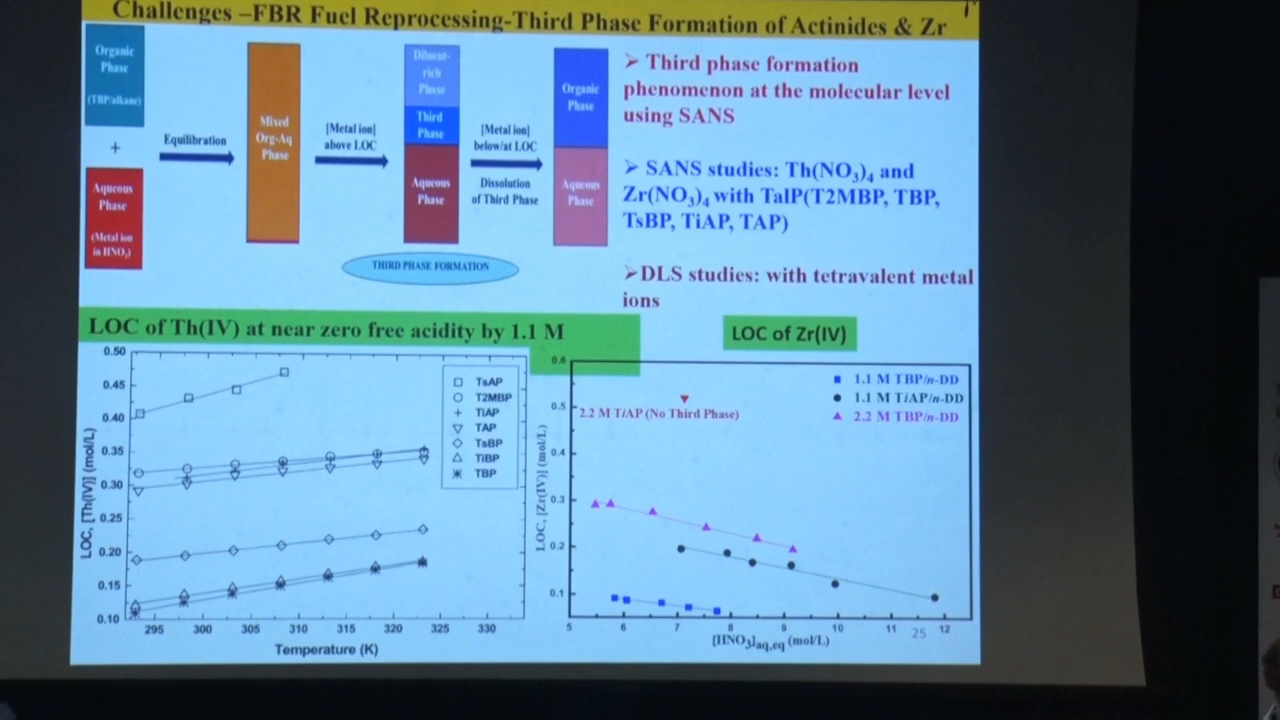 Challenges –FBR Fuel Reprocessing-Third Phase Formation of Actinides & Zr
Organic
Phase
(TBP/alkane)
+
Aqueous
Phase
(Metal ion
in HNO₃)
Equilibration
Mixed
Org-Aq
Phase
[Metal ion]
above LOC
Diluent-
rich
Phase
Third
Phase
Aqueous
Phase
[Metal ion]
below/at LOC
Dissolution
of Third Phase
Organic
Phase
Aqueous
Phase
THIRD PHASE FORMATION
➢ Third phase formation
phenomenon at the molecular level
using SANS
➢ SANS studies: Th(NO₃)₄ and
Zr(NO₃)₄ with TalP(T2MBP, TBP,
TsBP, TiAP, TAP)
➢DLS studies: with tetravalent metal
ions
LOC of Th(IV) at near zero free acidity by 1.1 M
LOC of Zr(IV)
0.50
0.45
0.40
0.35
0.30
0.25
0.20
0.15
0.10
LOC, [Th(IV)] (mol/L)
TsAP
T2MBP
TiAP
TAP
TsBP
TiBP
TBP
295 300 305 310 315 320 325 330
Temperature (K)
0.6
0.5
0.4
0.3
0.2
0.1
LOC, [Zr(IV)] (mol/L)
2.2 M TiAP (No Third Phase)
1.1 M TBP/n-DD
1.1 M TiAP/n-DD
2.2 M TBP/n-DD
5 6 7 8 9 10 11 12
[HNO₃]aq,eq (mol/L)
25